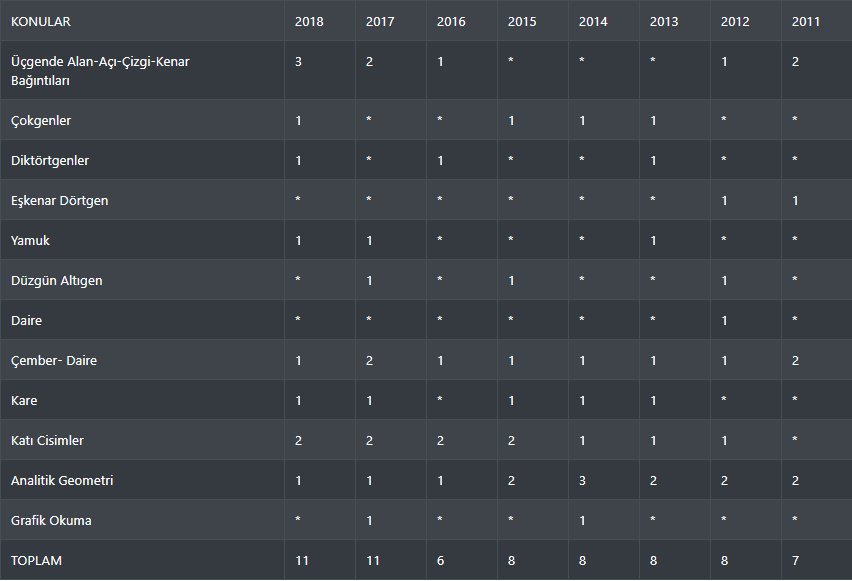 KONULAR 2018 2017 2016 2015 2014 2013 2012 2011
Üçgende Alan-Açı-Çizgi-Kenar
Bağıntıları 3 2 1 * * * 1 2
Çokgenler 1 * * 1 1 1 * *
Diktörtgenler 1 * 1 * * 1 * *
Eşkenar Dörtgen * * * * * * 1 1
Yamuk 1 1 * * * 1 * *
Düzgün Altıgen * 1 * 1 * * 1 *
Daire * * * * * * 1 *
Çember- Daire 1 2 1 1 1 1 1 2
Kare 1 1 * 1 1 1 * *
Katı Cisimler 2 2 2 2 1 1 1 *
Analitik Geometri 1 1 1 2 3 2 2 2
Grafik Okuma * 1 * * 1 * * *
TOPLAM 11 11 6 8 8 8 8 7